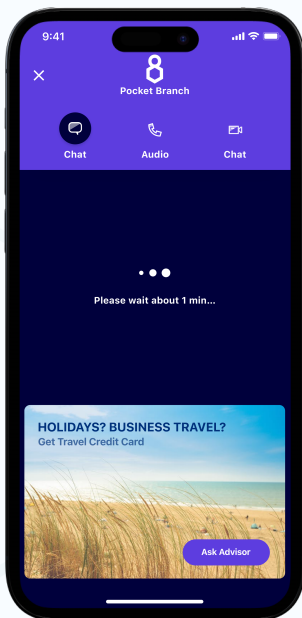 9:41
Pocket Branch
Chat
Audio
Chat
Please wait about 1 min...
HOLIDAYS? BUSINESS TRAVEL?
Get Travel Credit Card
Ask Advisor